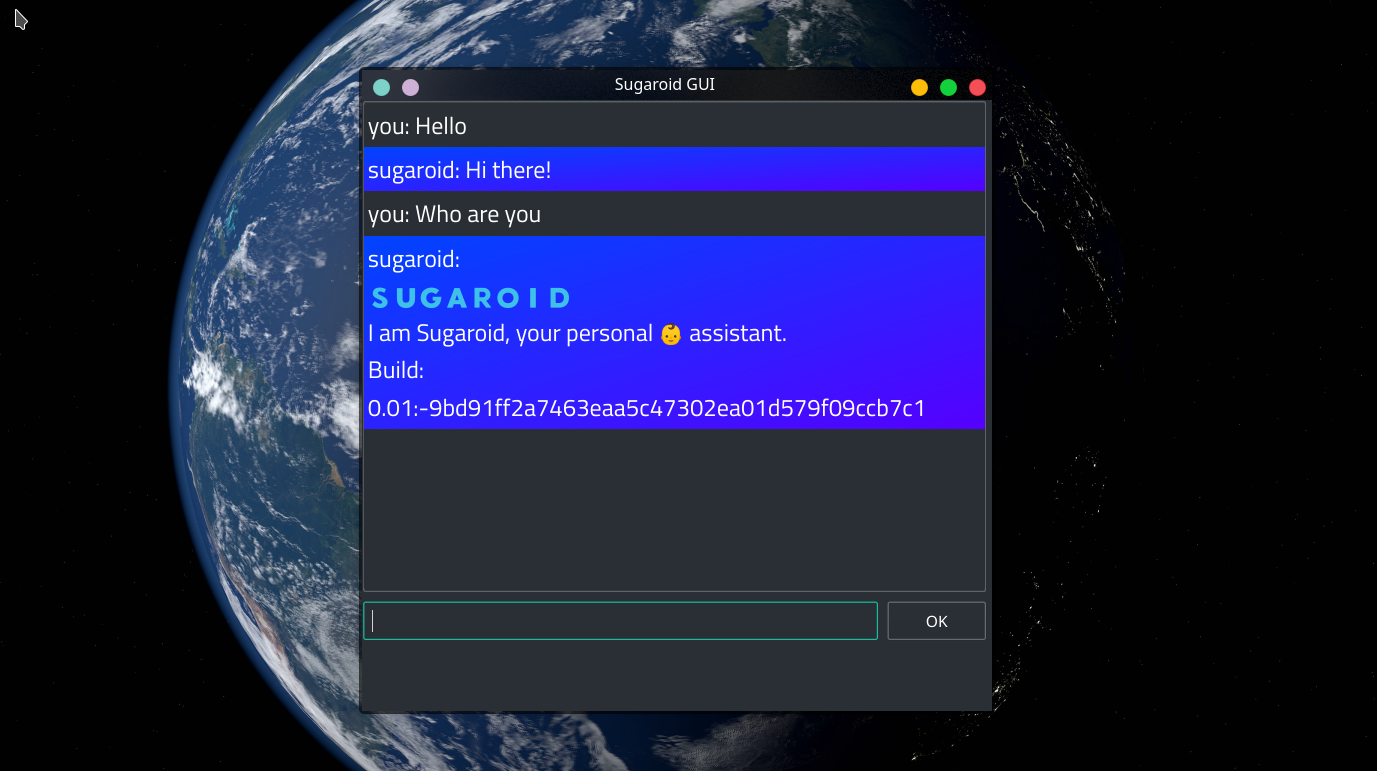 Sugaroid GUI
you: Hello
sugaroid: Hi there!
you: Who are you
sugaroid:
SUGAROID
I am Sugaroid, your personal 👶 assistant.
Build:
0.01:-9bd91ff2a7463eaa5c47302ea01d579f09ccb7c1
OK